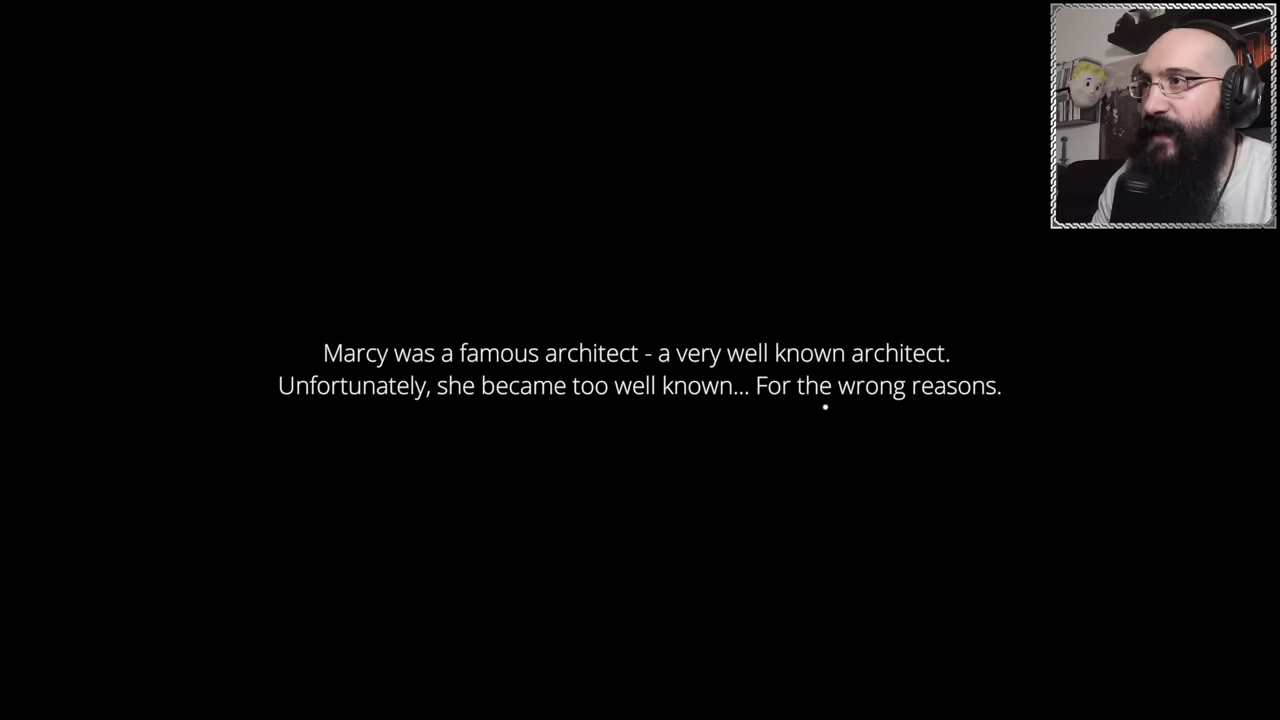 Marcy was a famous architect - a very well known architect.
Unfortunately, she became too well known... For the wrong reasons.